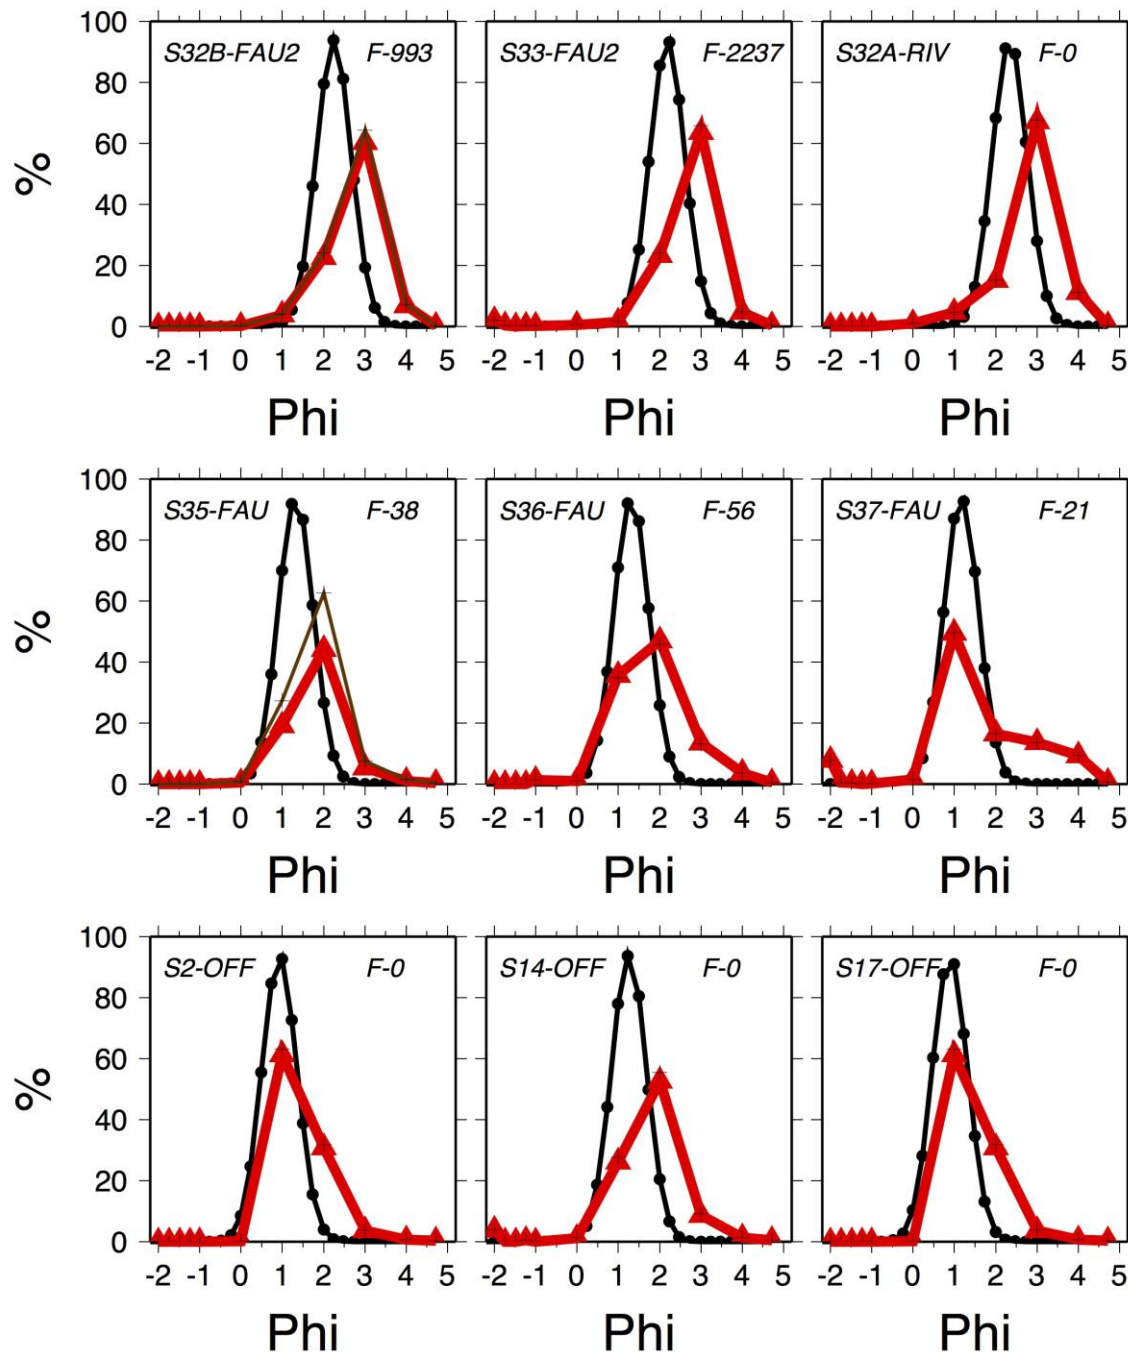 100
80
60
40
20
0
%
S32B-FAU2 F-993
S33-FAU2 F-2237
S32A-RIV F-0
-2 -1 0 1 2 3 4 5
-2 -1 0 1 2 3 4 5
-2 -1 0 1 2 3 4 5
Phi Phi Phi
100
80
60
40
20
0
%
S35-FAU F-38
S36-FAU F-56
S37-FAU F-21
-2 -1 0 1 2 3 4 5
-2 -1 0 1 2 3 4 5
-2 -1 0 1 2 3 4 5
Phi Phi Phi
100
80
60
40
20
0
%
S2-OFF F-0
S14-OFF F-0
S17-OFF F-0
-2 -1 0 1 2 3 4 5
-2 -1 0 1 2 3 4 5
-2 -1 0 1 2 3 4 5
Phi Phi Phi